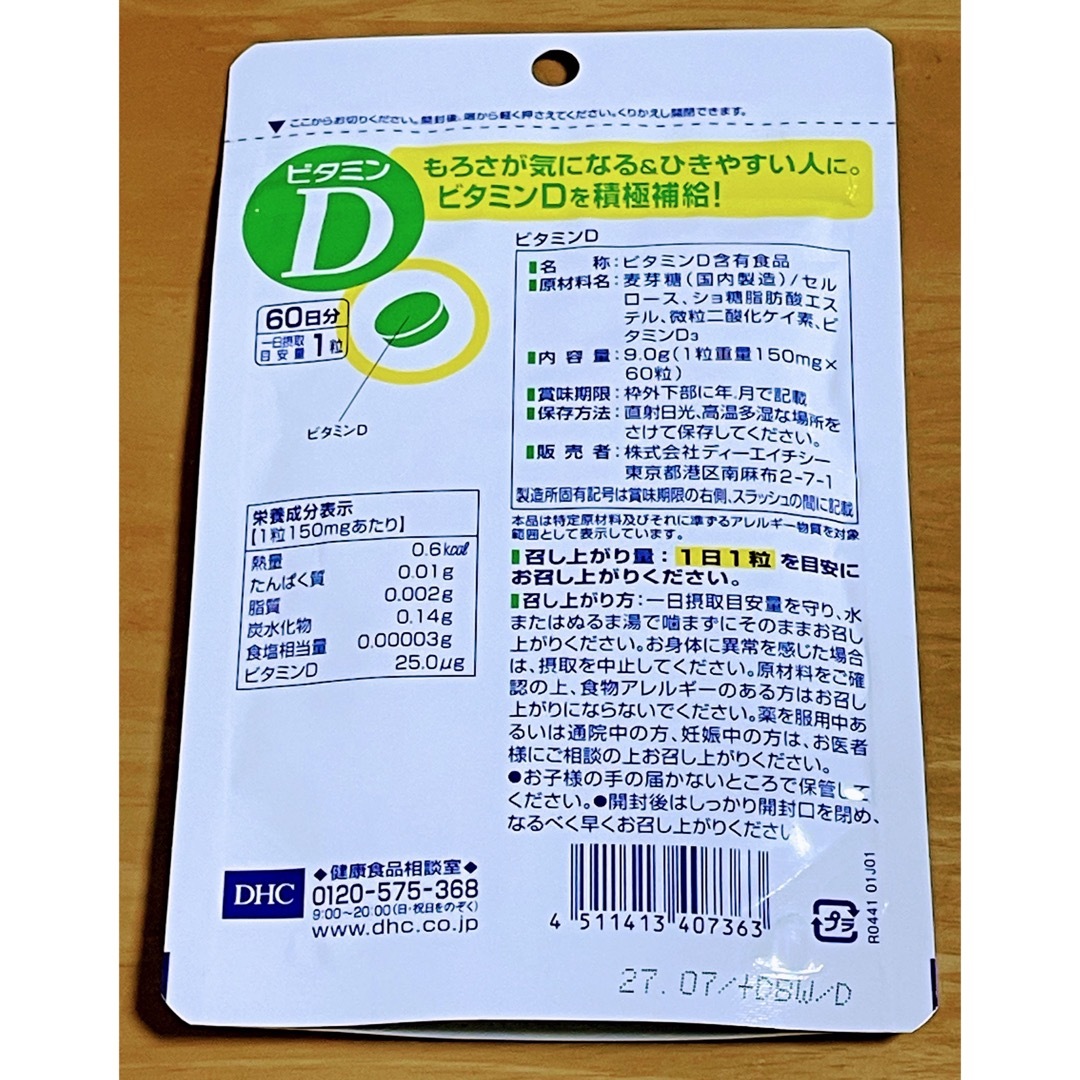 ▼ここからお切りください。開封後、端から軽く押さえてください。くりかえし開閉できます。
ビタミン
D
もろさが気になる&ひきやすい人に。
ビタミンDを積極補給!
60日分
一日摂取
目安量 1粒
ビタミンD
ビタミンD
名称:ビタミンD含有食品
原材料名:麦芽糖(国内製造)/セル
ロース、ショ糖脂肪酸エス
テル、微粒二酸化ケイ素、ビ
タミンD3
内容量:9.0g(1粒重量150mg×
60粒)
賞味期限:枠外下部に年.月で記載
保存方法:直射日光、高温多湿な場所を
さけて保存してください。
販売者:株式会社ディーエイチシー
東京都港区南麻布2-7-1
製造所固有記号は賞味期限の右側、スラッシュの間に記載
本品は特定原材料及びそれに準ずるアレルギー物質を対象
範囲として表示しています。
召し上がり量:1日1粒を目安に
お召し上がりください。
召し上がり方:一日摂取目安量を守り、水
またはぬるま湯で噛まずにそのままお召し
上がりください。お身体に異常を感じた場合
は、摂取を中止してください。原材料をご確
認の上、食物アレルギーのある方はお召し
上がりにならないでください。薬を服用中あ
るいは通院中の方、妊娠中の方は、お医者
様にご相談の上お召し上がりください。
●お子様の手の届かないところで保管して
ください。●開封後はしっかり開封口を閉め、
なるべく早くお召し上がりください
栄養成分表示
【1粒150mgあたり】
熱量 0.6kcal
たんぱく質 0.01g
脂質 0.002g
炭水化物 0.14g
食塩相当量 0.00003g
ビタミンD 25.0μg
DHC
◆健康食品相談室◆
0120-575-368
9:00〜20:00(日・祝日をのぞく)
www.dhc.co.jp
4 511413 407363
プラ
R0441 01J01
27.07/+DBW/D